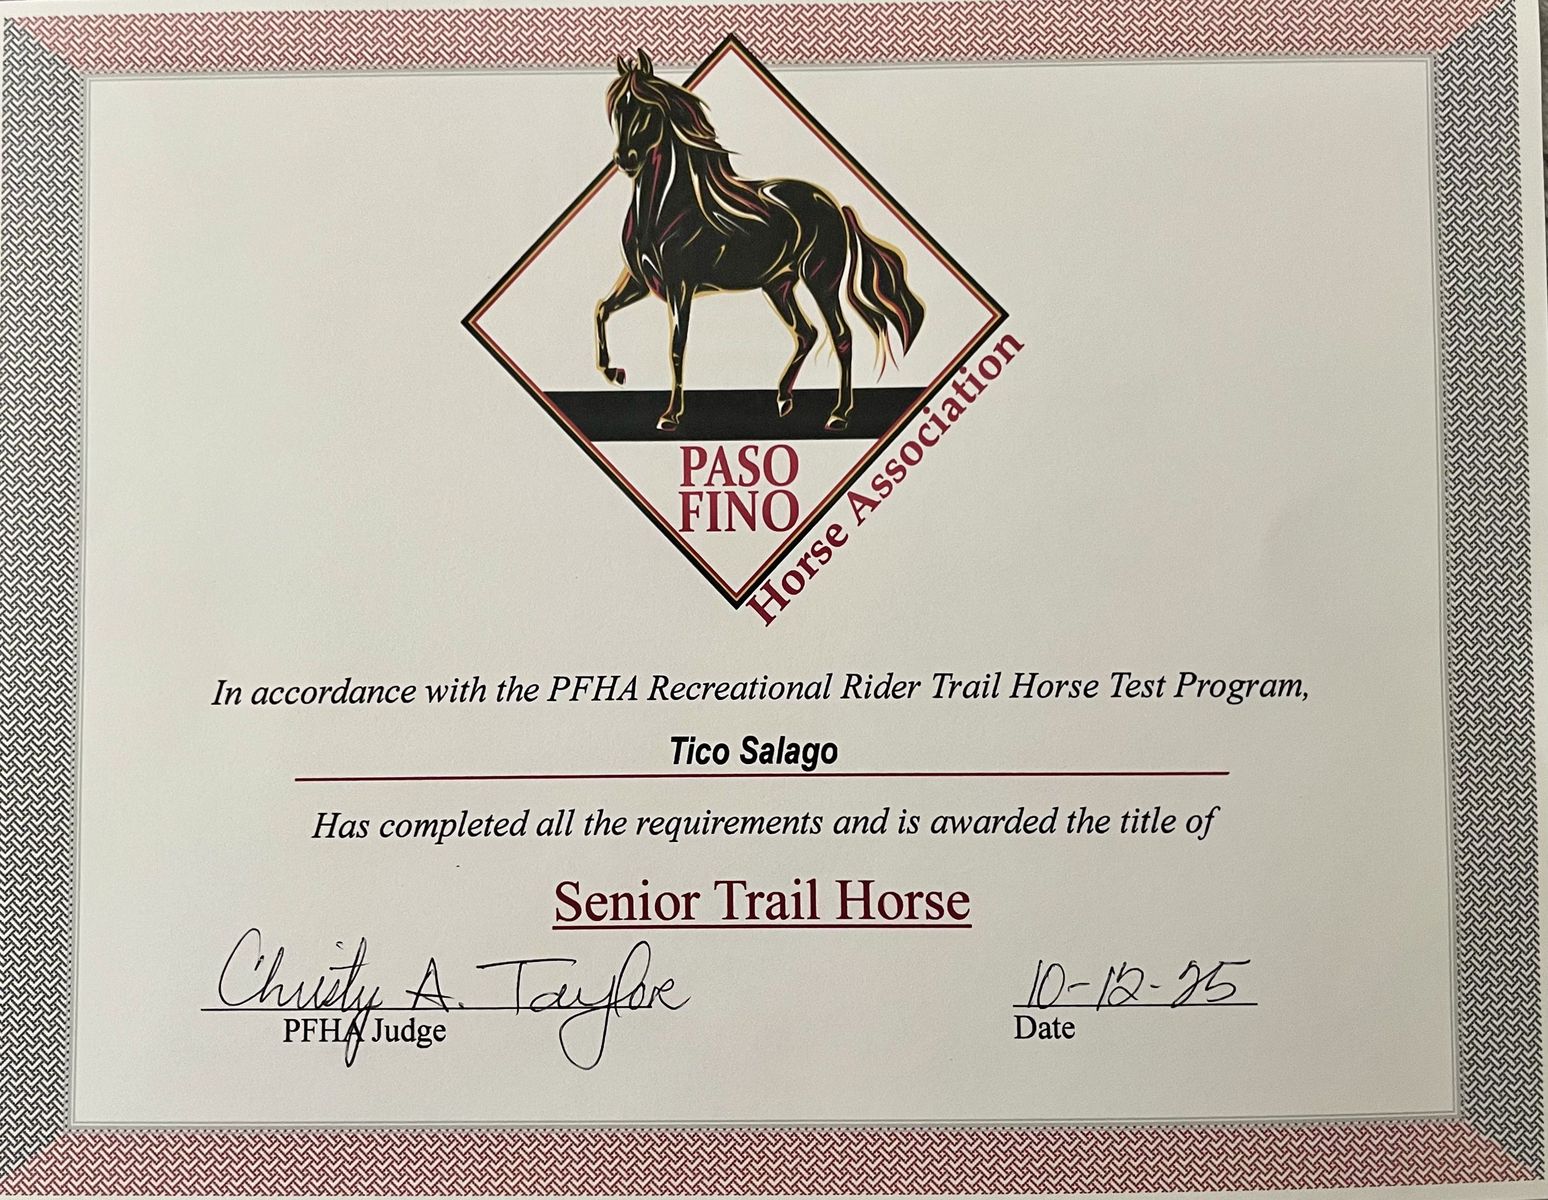 PASO
FINO
Horse Association
In accordance with the PFHA Recreational Rider Trail Horse Test Program,
Tico Salago
Has completed all the requirements and is awarded the title of
Senior Trail Horse
Christy A. Taylor
10-12-25
PFHA Judge
Date